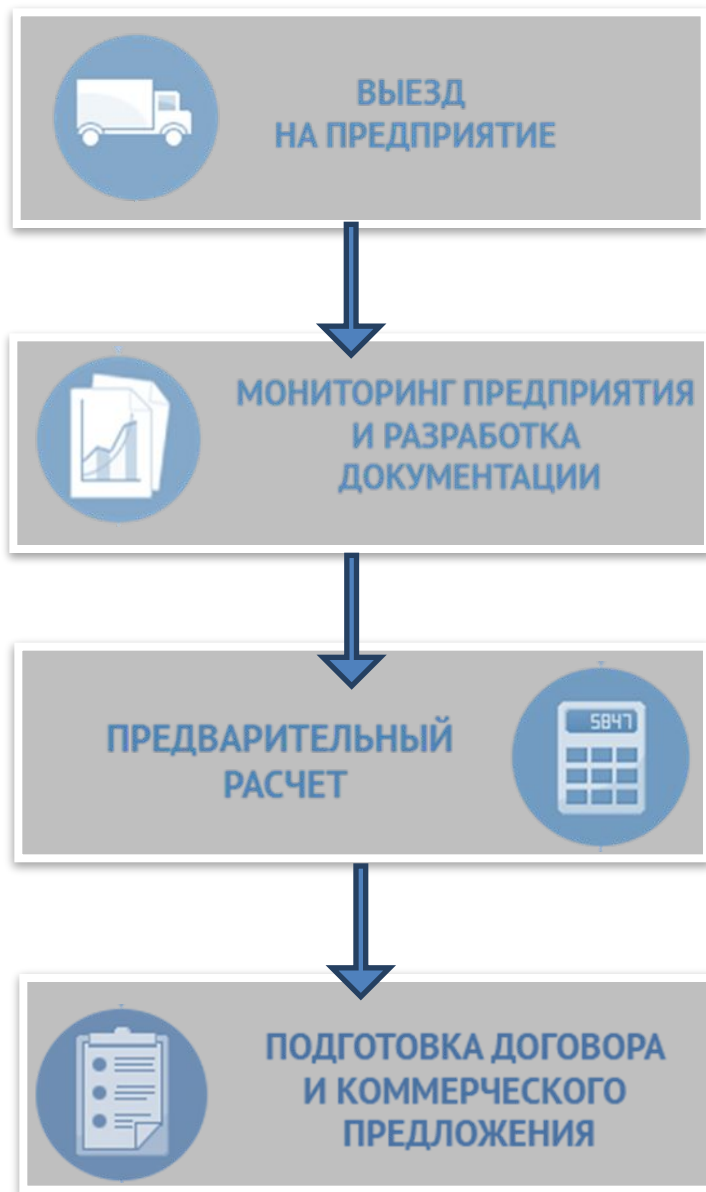 ВЫЕЗД
НА ПРЕДПРИЯТИЕ
МОНИТОРИНГ ПРЕДПРИЯТИЯ
И РАЗРАБОТКА
ДОКУМЕНТАЦИИ
ПРЕДВАРИТЕЛЬНЫЙ
РАСЧЕТ
5847
ПОДГОТОВКА ДОГОВОРА
И КОММЕРЧЕСКОГО
ПРЕДЛОЖЕНИЯ